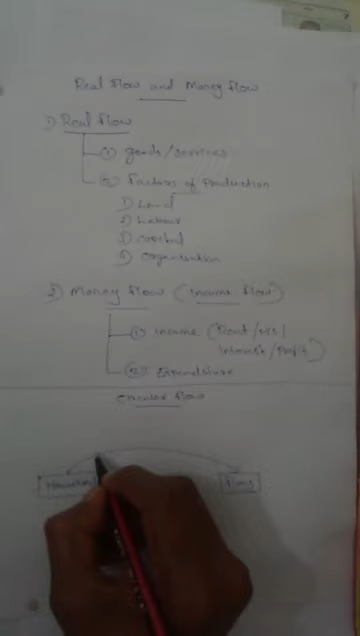 Real flow and Money flow
1) Real flow
① goods/services
② Factors of Production
1) Land
2) Labour
3) Capital
4) Organisation
2) Money flow (Income flow)
① Income (Rent/
Interest/Profit)
② Expenditure
Circular flow
Firms